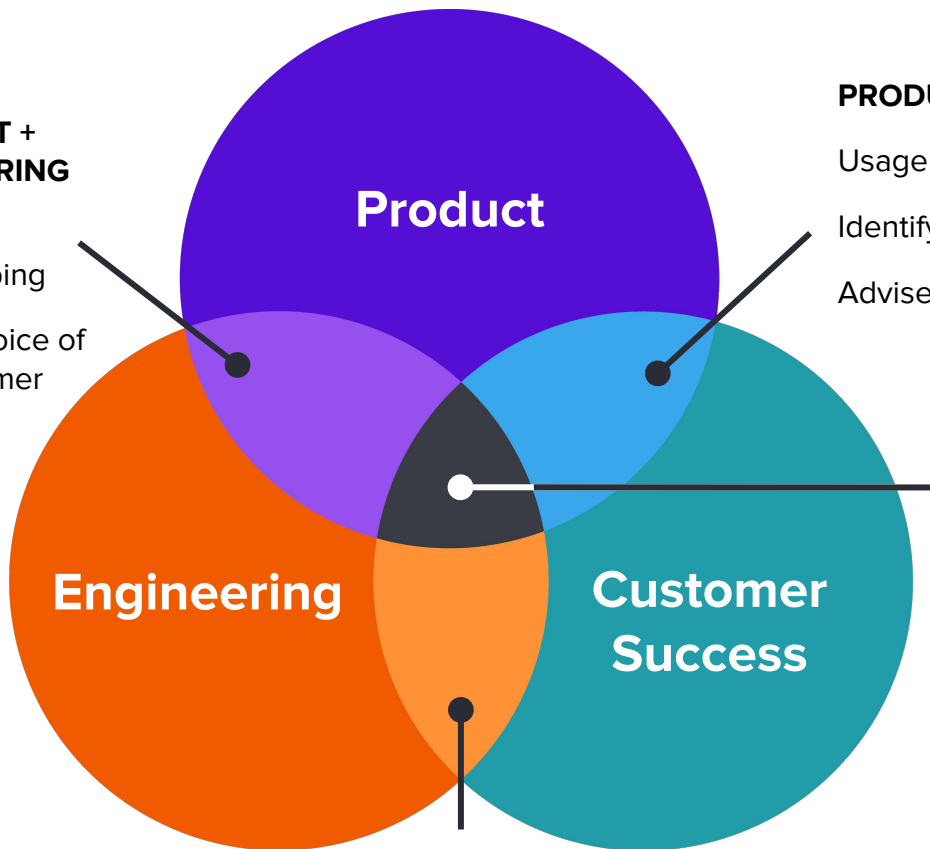 T +
RING
ping
oice of
mer
Product
PRODU
Usage
Identify
Advise
Engineering
Customer
Success